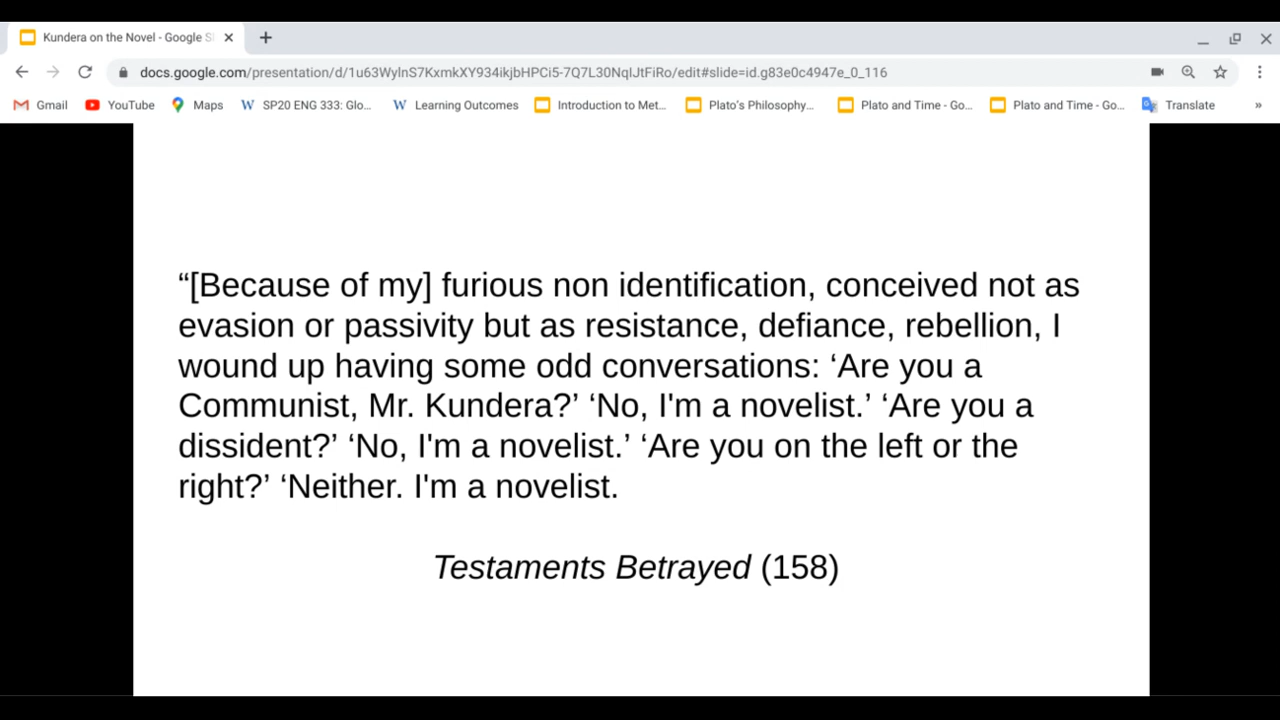 Kundera on the Novel - Google Sl
docs.google.com/presentation/d/1u63WylnS7KxmkXY934ikjbHPCi5-7Q7L30NqIJtFiRo/edit#slide=id.g83e0c4947e_0_116
Gmail YouTube Maps SP20 ENG 333: Glo... Learning Outcomes Introduction to Met... Plato's Philosophy... Plato and Time - Go... Plato and Time - Go... Translate »
“[Because of my] furious non identification, conceived not as
evasion or passivity but as resistance, defiance, rebellion, I
wound up having some odd conversations: ‘Are you a
Communist, Mr. Kundera?’ ‘No, I'm a novelist.’ ‘Are you a
dissident?’ ‘No, I'm a novelist.’ ‘Are you on the left or the
right?’ ‘Neither. I'm a novelist.
Testaments Betrayed (158)